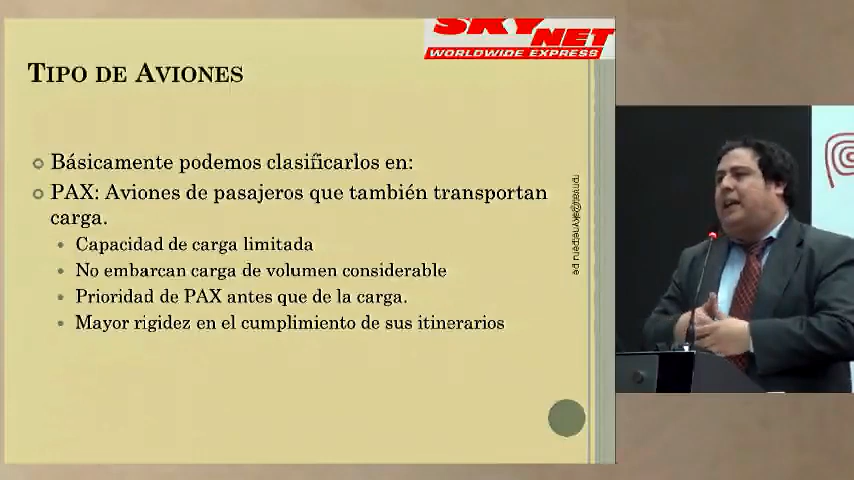 SKY
NET
WORLDWIDE EXPRESS
TIPO DE AVIONES
Básicamente podemos clasificarlos en:
PAX: Aviones de pasajeros que también transportan
carga.
Capacidad de carga limitada
No embarcan carga de volumen considerable
Prioridad de PAX antes que de la carga.
Mayor rigidez en el cumplimiento de sus itinerarios